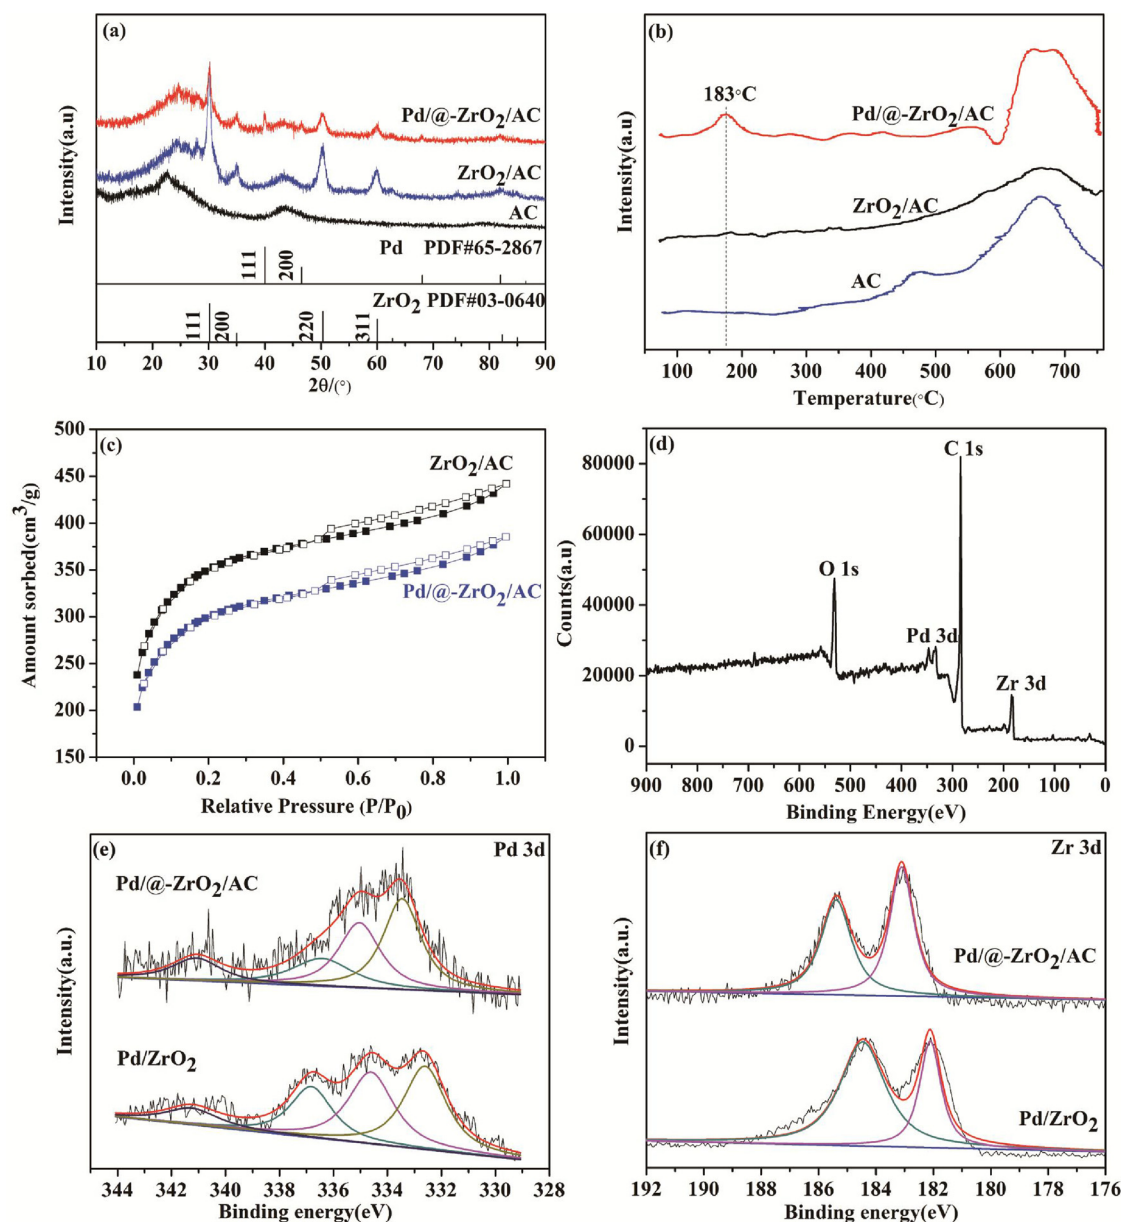 (a)
Pd/@-ZrO2/AC
ZrO2/AC
AC
Pd PDF#65-2867
111
200
ZrO2 PDF#03-0640
111
200
220
311
10 20 30 40 50 60 70 80 90
2θ/(°)
Intensity(a.u)
(b)
183°C
Pd/@-ZrO2/AC
ZrO2/AC
AC
100 200 300 400 500 600 700
Temperature(°C)
Intensity(a.u)
(c)
500
450
400
350
300
250
200
150
ZrO2/AC
Pd/@-ZrO2/AC
0.0 0.2 0.4 0.6 0.8 1.0
Relative Pressure (P/P0)
Amount sorbed(cm3/g)
(d)
80000
60000
40000
20000
0
C 1s
O 1s
Pd 3d
Zr 3d
900 800 700 600 500 400 300 200 100 0
Binding Energy(eV)
Counts(a.u)
(e)
Pd 3d
Pd/@-ZrO2/AC
Pd/ZrO2
344 342 340 338 336 334 332 330 328
Binding energy(eV)
Intensity(a.u.)
(f)
Zr 3d
Pd/@-ZrO2/AC
Pd/ZrO2
192 190 188 186 184 182 180 178 176
Binding energy(eV)
Intensity(a.u.)